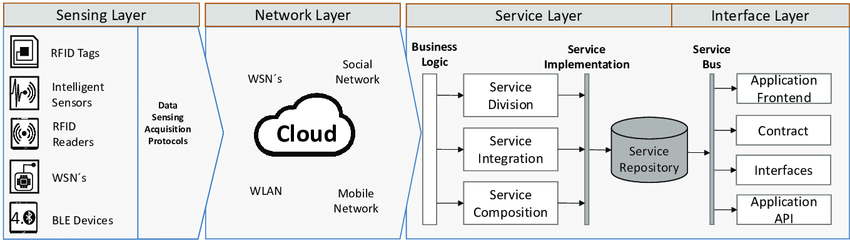 Sensing Layer
Network Layer
Service Layer
Interface Layer
RFID Tags
Intelligent
Sensors
RFID
Readers
WSN´s
4.0
BLE Devices
Data
Sensing
Acquisition
Protocols
WSN´s
Social
Network
Cloud
WLAN
Mobile
Network
Business
Logic
Service
Division
Service
Integration
Service
Composition
Service
Implementation
Service
Repository
Service
Bus
Application
Frontend
Contract
Interfaces
Application
API